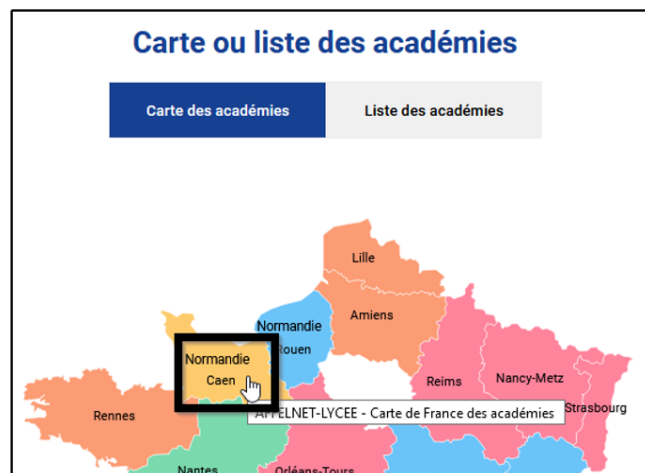 Carte ou liste des académies
Carte des académies
Liste des académies
Lille
Amiens
Normandie
Rouen
Normandie
Caen
Reims
Nancy-Metz
Strasbourg
APPELNET-LYCEE - Carte de France des académies
Rennes
Nantes
Orléans-Tours